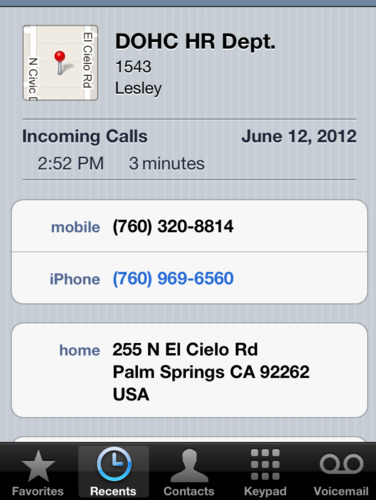 El Cielo Rd
N Civic D
DOHC HR Dept.
1543
Lesley
Incoming Calls June 12, 2012
2:52 PM 3 minutes
mobile (760) 320-8814
iPhone (760) 969-6560
home 255 N El Cielo Rd
Palm Springs CA 92262
USA
Favorites Recents Contacts Keypad Voicemail